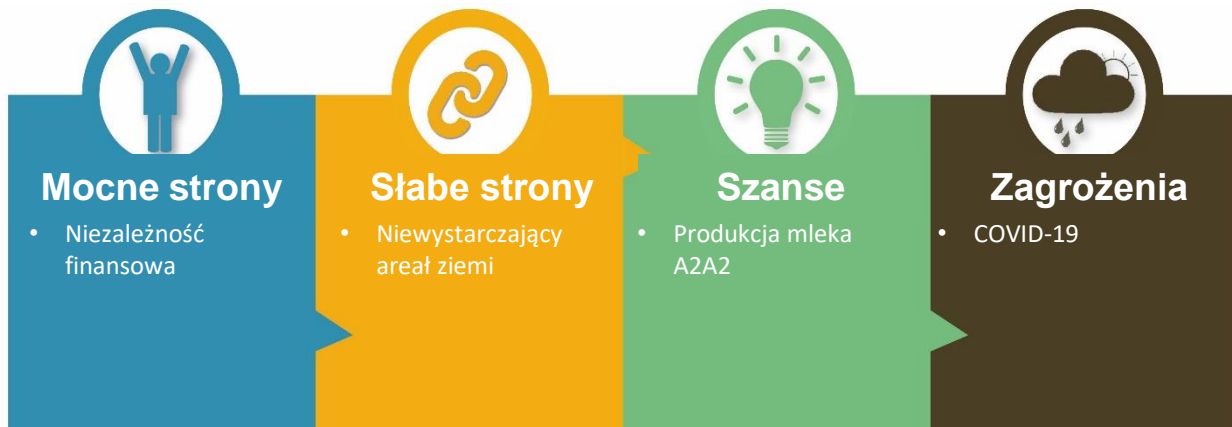 Mocne strony
• Niezależność
finansowa
Słabe strony
• Niewystarczający
areał ziemi
Szanse
• Produkcja mleka
A2A2
Zagrożenia
• COVID-19